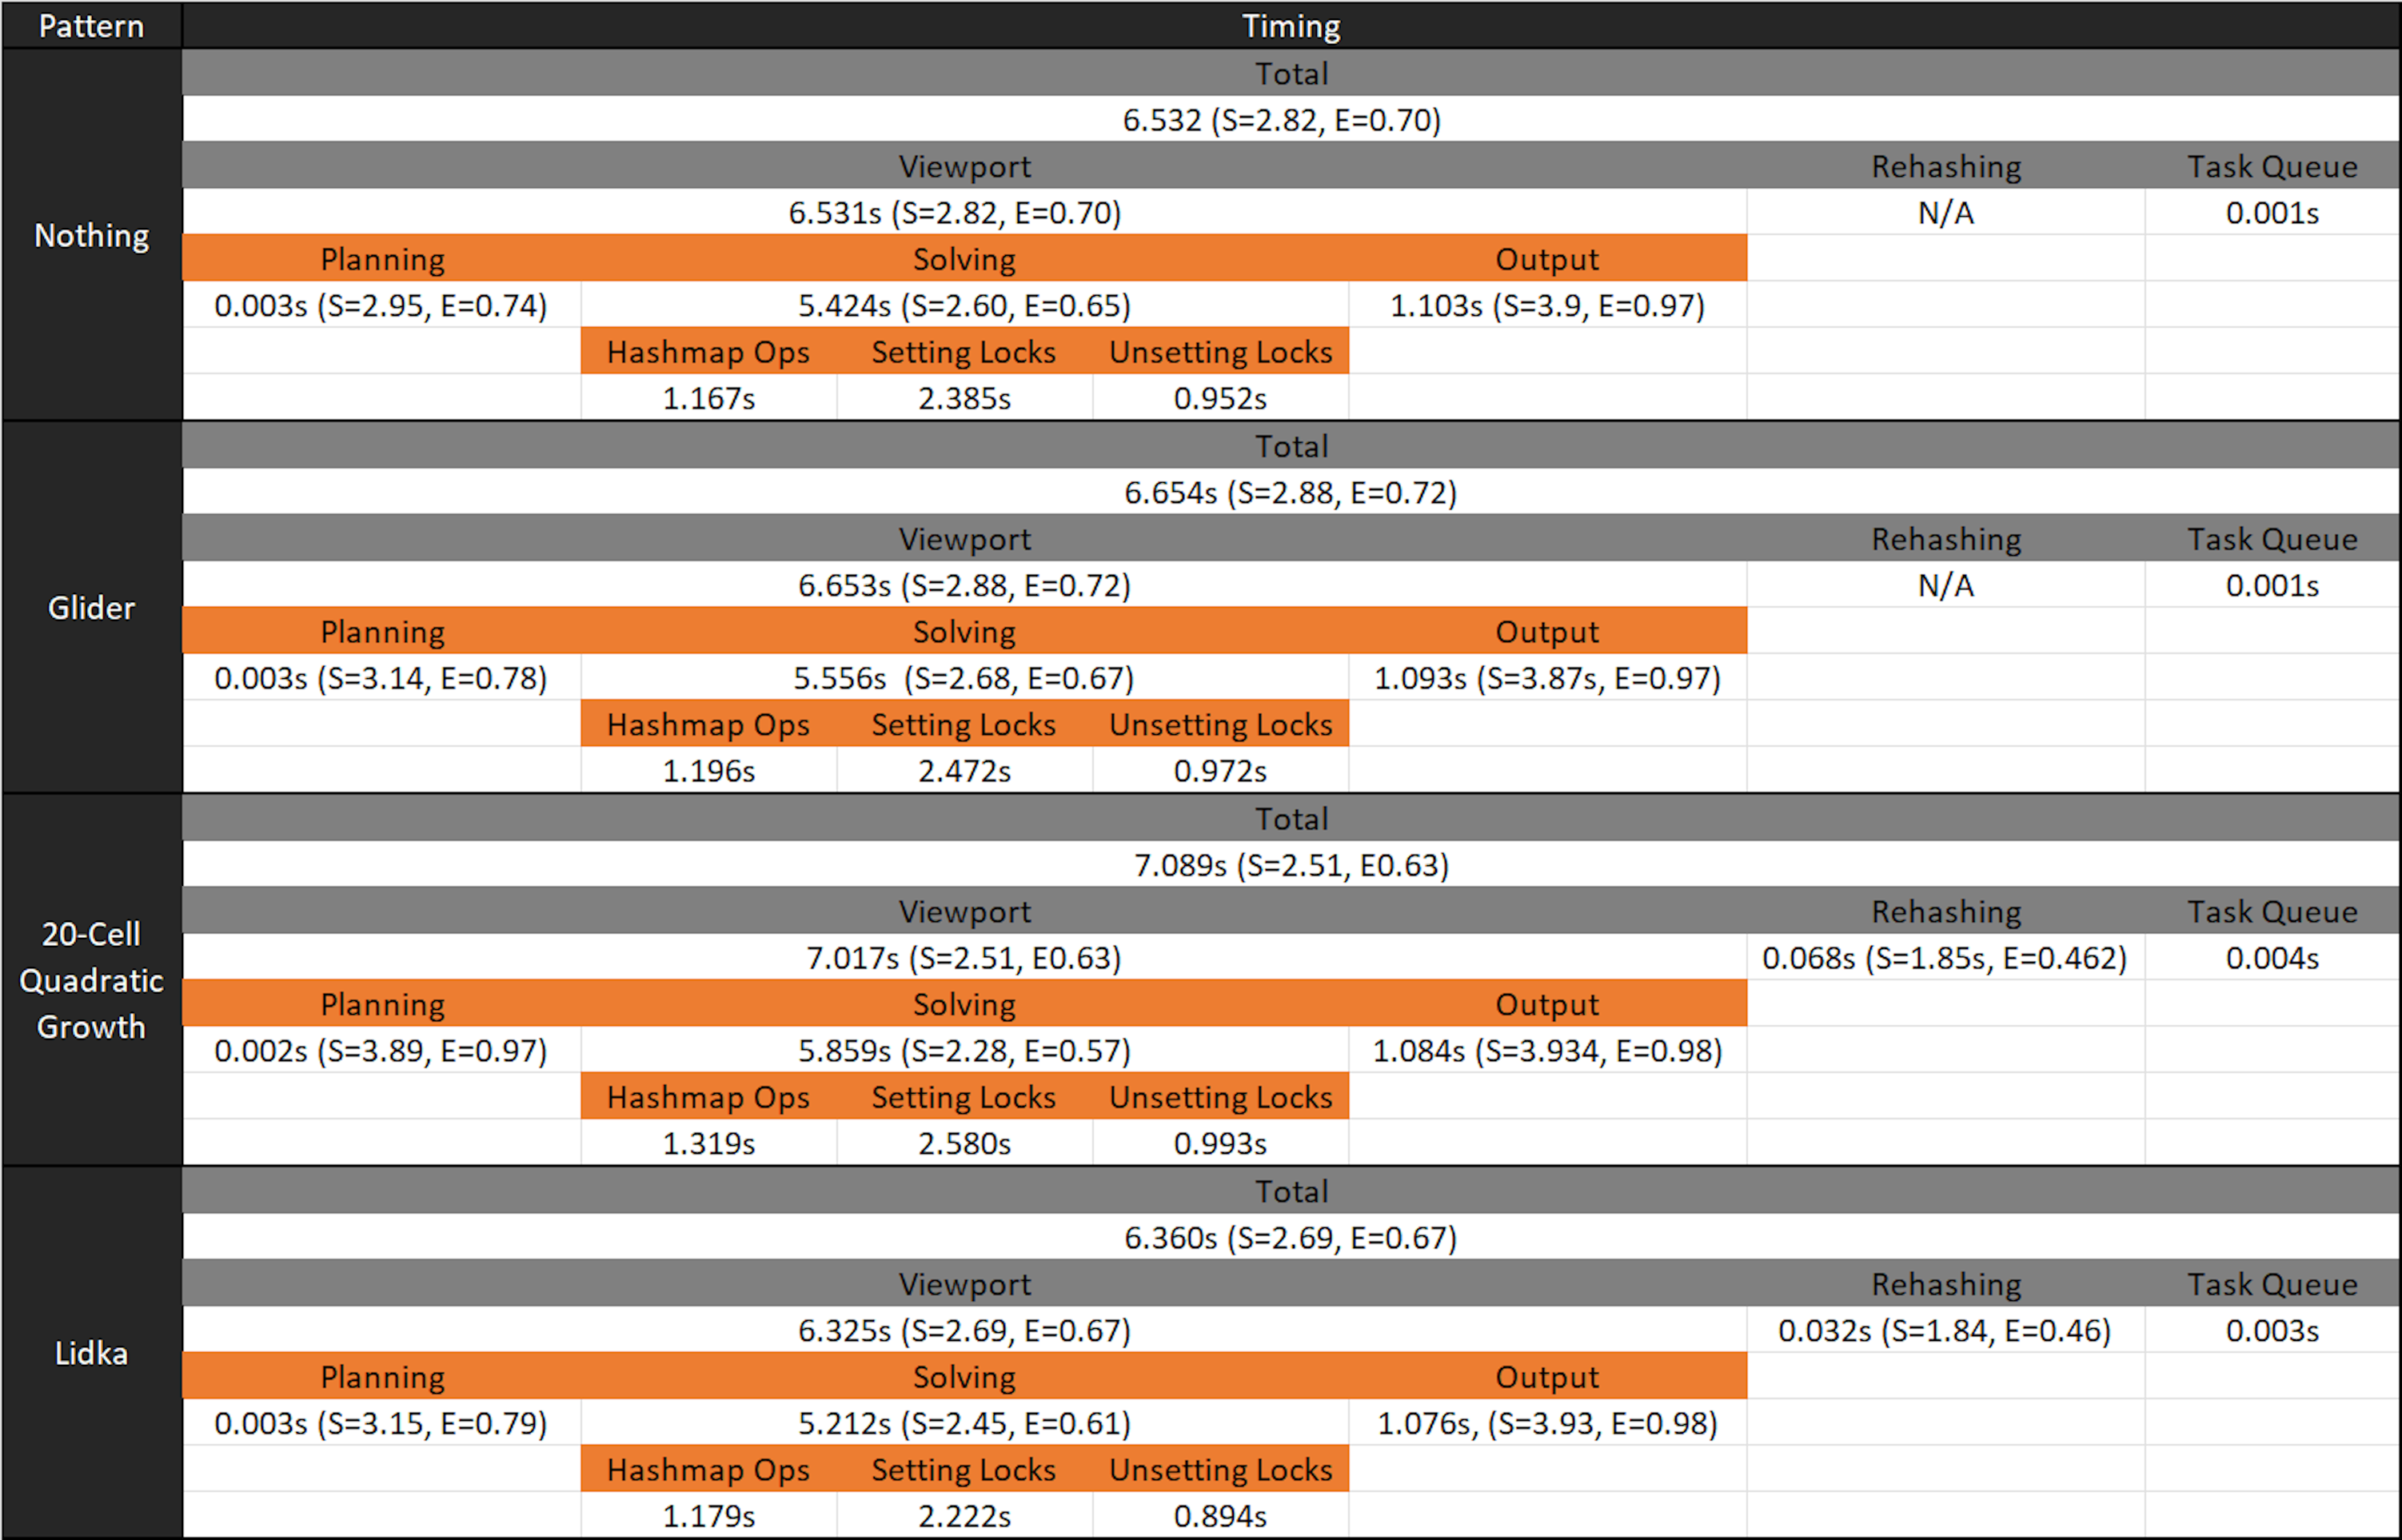 Pattern Timing
Total
6.532 (S=2.82, E=0.70)
Viewport Rehashing Task Queue
6.531s (S=2.82, E=0.70) N/A 0.001s
Nothing
Planning Solving Output
0.003s (S=2.95, E=0.74) 5.424s (S=2.60, E=0.65) 1.103s (S=3.9, E=0.97)
Hashmap Ops Setting Locks Unsetting Locks
1.167s 2.385s 0.952s
Total
6.654s (S=2.88, E=0.72)
Viewport Rehashing Task Queue
6.653s (S=2.88, E=0.72) N/A 0.001s
Glider
Planning Solving Output
0.003s (S=3.14, E=0.78) 5.556s (S=2.68, E=0.67) 1.093s (S=3.87s, E=0.97)
Hashmap Ops Setting Locks Unsetting Locks
1.196s 2.472s 0.972s
Total
7.089s (S=2.51, E0.63)
Viewport Rehashing Task Queue
20-Cell
Quadratic
Growth
7.017s (S=2.51, E0.63) 0.068s (S=1.85s, E=0.462) 0.004s
Planning Solving Output
0.002s (S=3.89, E=0.97) 5.859s (S=2.28, E=0.57) 1.084s (S=3.934, E=0.98)
Hashmap Ops Setting Locks Unsetting Locks
1.319s 2.580s 0.993s
Total
6.360s (S=2.69, E=0.67)
Viewport Rehashing Task Queue
6.325s (S=2.69, E=0.67) 0.032s (S=1.84, E=0.46) 0.003s
Lidka
Planning Solving Output
0.003s (S=3.15, E=0.79) 5.212s (S=2.45, E=0.61) 1.076s, (S=3.93, E=0.98)
Hashmap Ops Setting Locks Unsetting Locks
1.179s 2.222s 0.894s